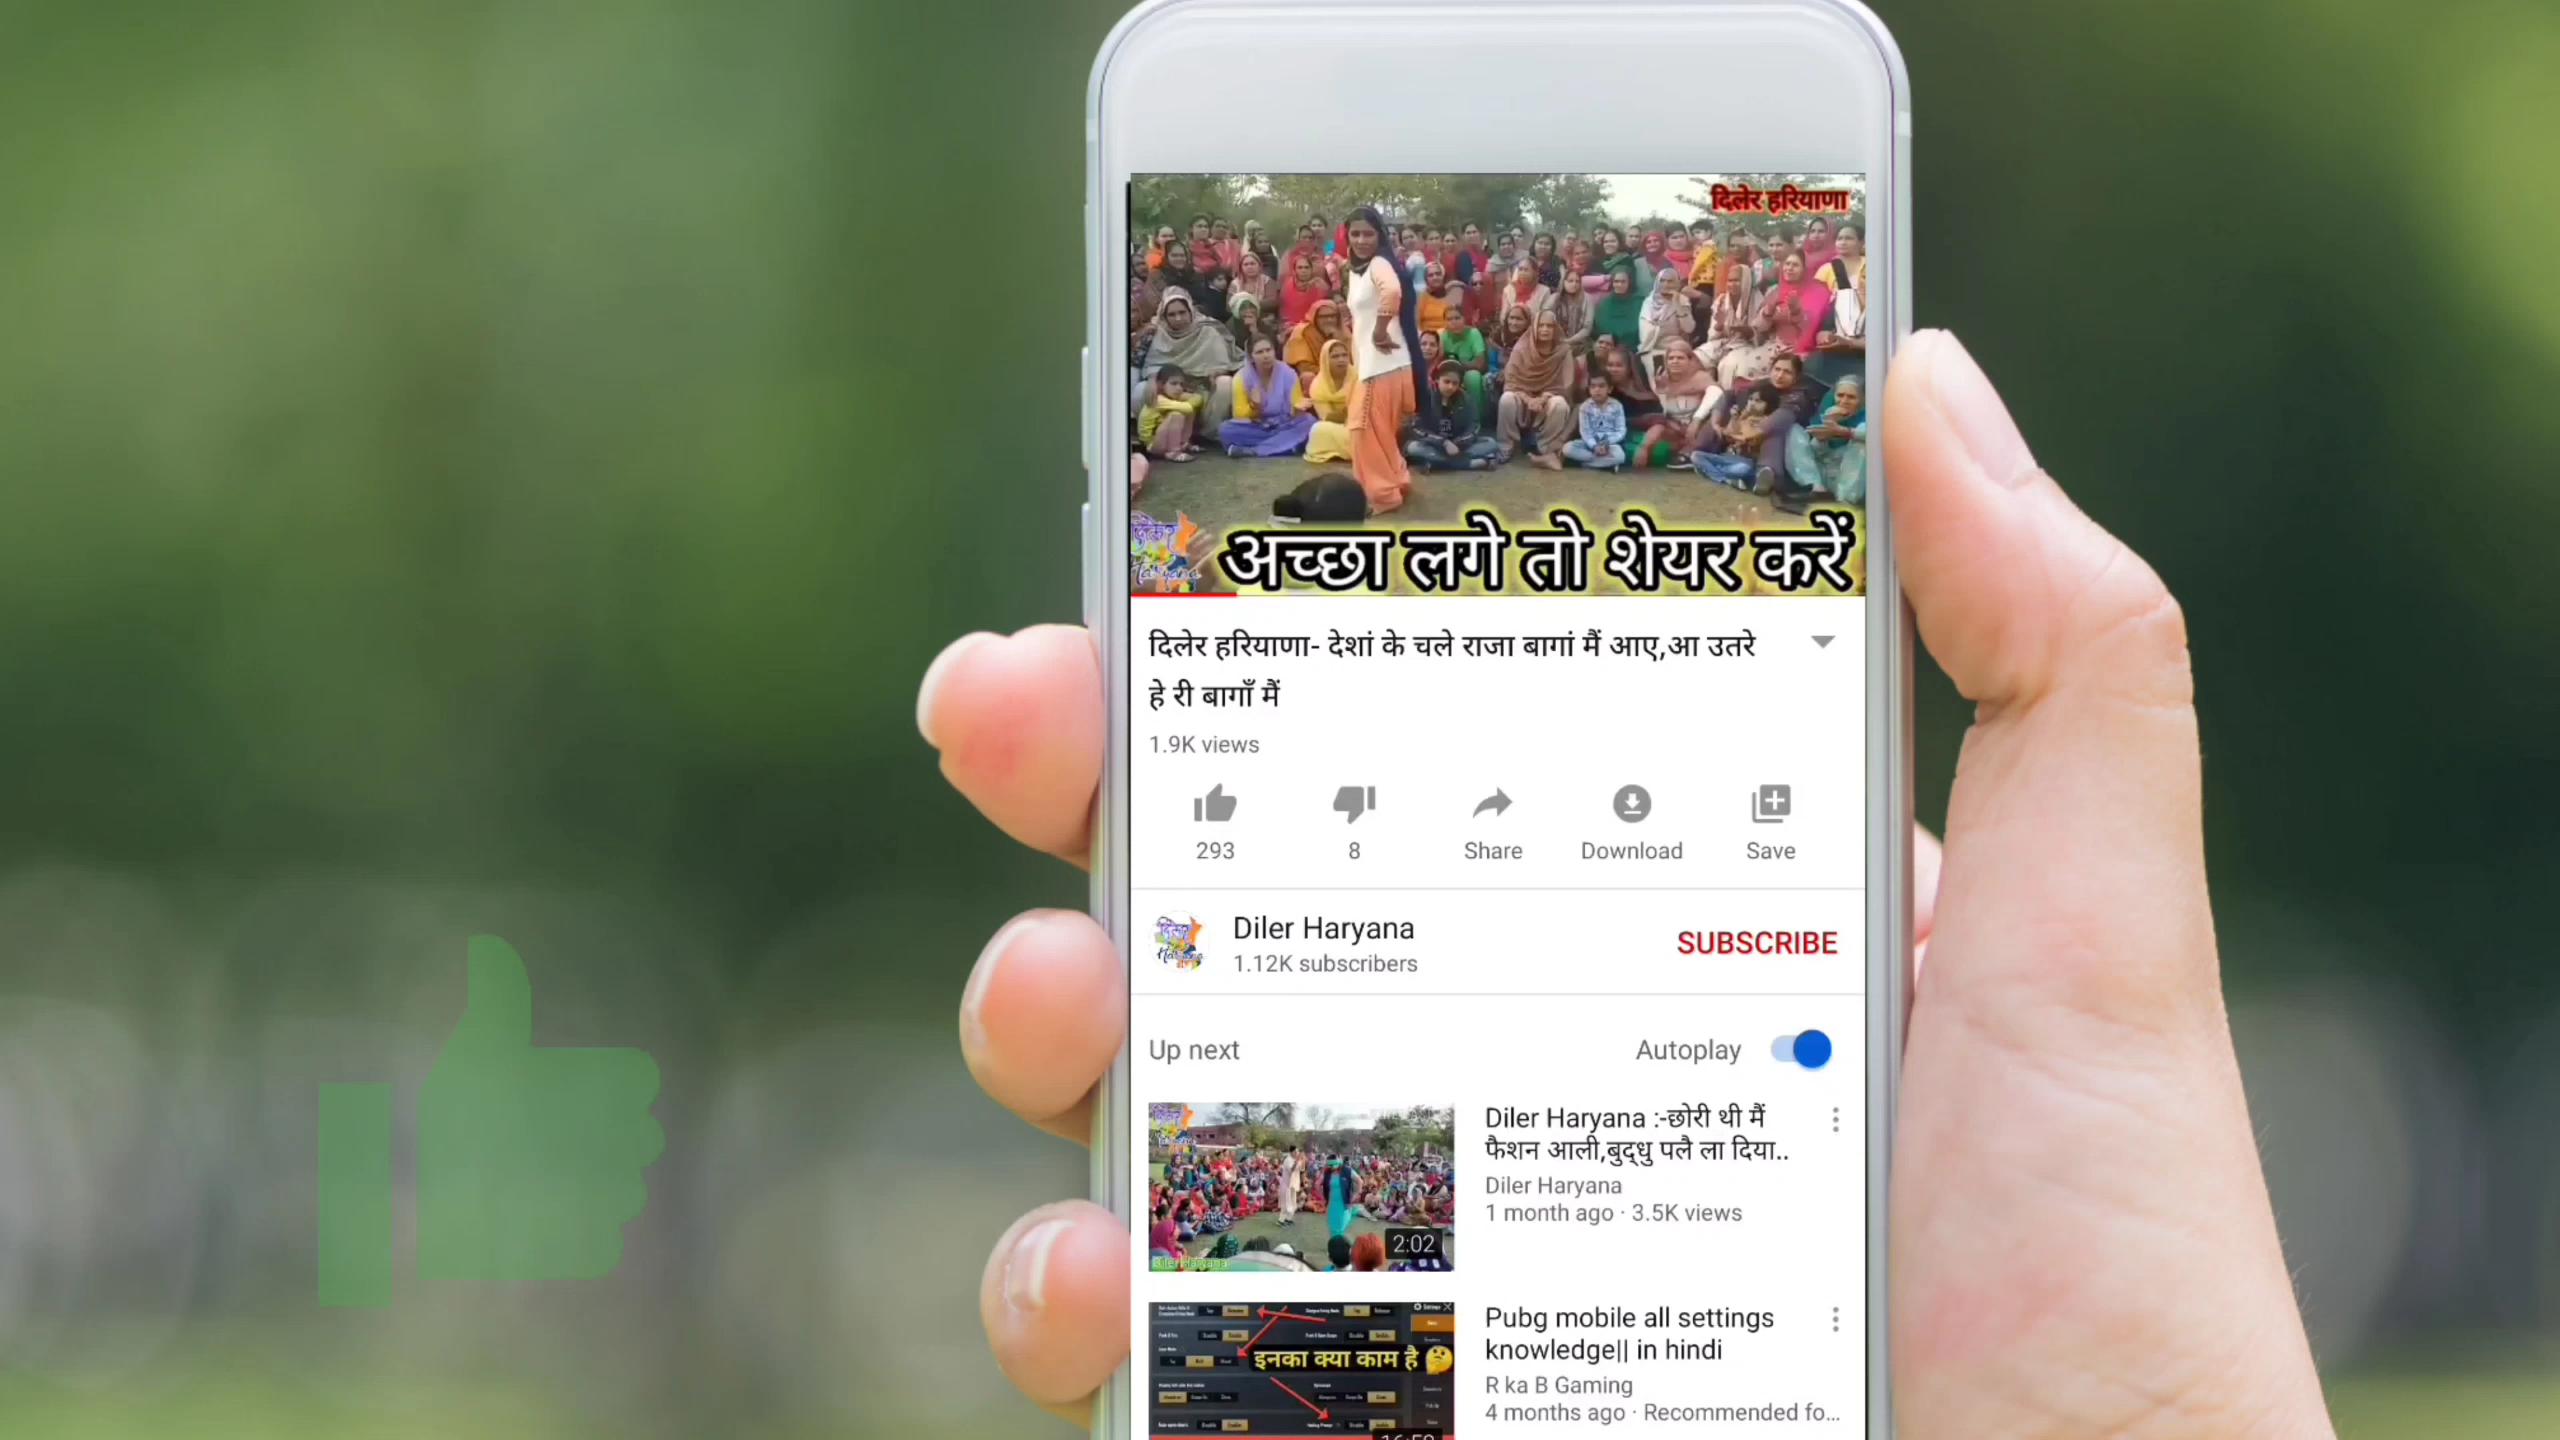 दिलेर हरियाणा
अच्छा लगे तो शेयर करें
दिलेर हरियाणा- देशां के चले राजा बागां मैं आए,आ उतरे
हे री बागाँ मैं
1.9K views
293
8
Share
Download
Save
Diler Haryana
1.12K subscribers
SUBSCRIBE
Up next
Autoplay
Diler Haryana :-छोरी थी मैं
फैशन आली,बुद्धु पलै ला दिया..
Diler Haryana
1 month ago · 3.5K views
2:02
Diler Haryana
Pubg mobile all settings
knowledge|| in hindi
R ka B Gaming
4 months ago · Recommended fo...
इनका क्या काम है